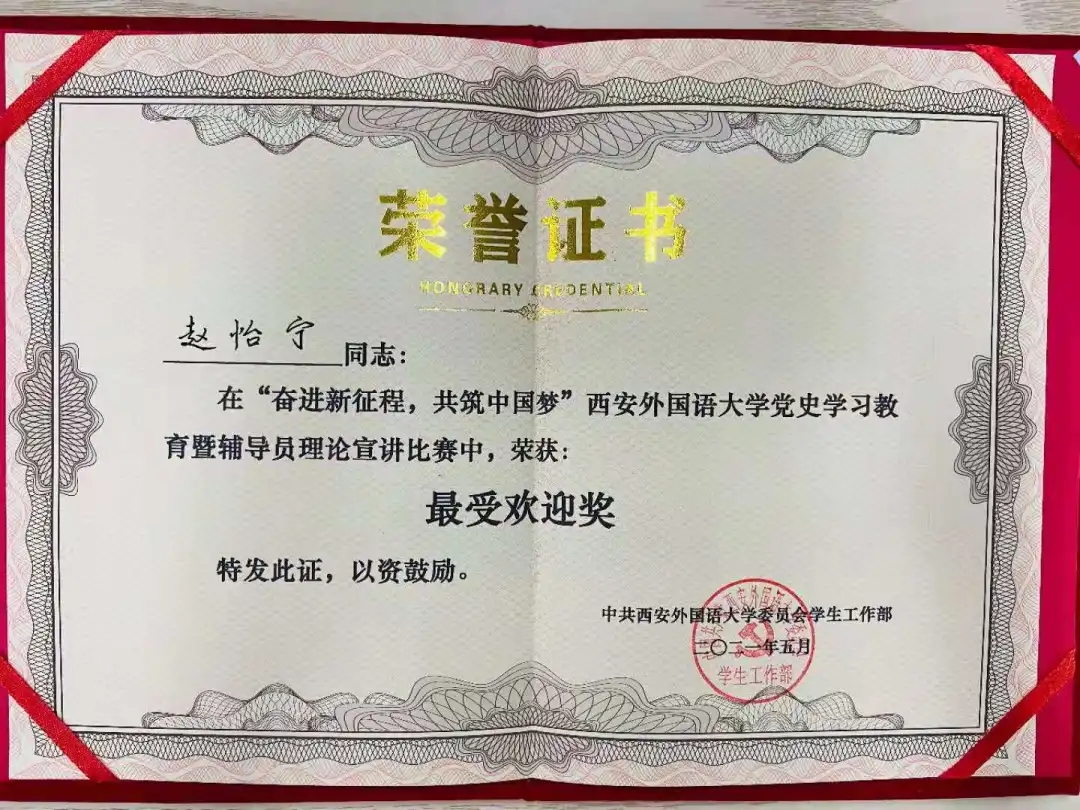 荣誉证书
HONGRARY CREDENTIAL
赵怡宁同志：
在“奋进新征程，共筑中国梦”西安外国语大学党史学习教
育暨辅导员理论宣讲比赛中，荣获：
最受欢迎奖
特发此证，以资鼓励。
中共西安外国语大学委员会学生工作部
二〇二一年五月
学生工作部